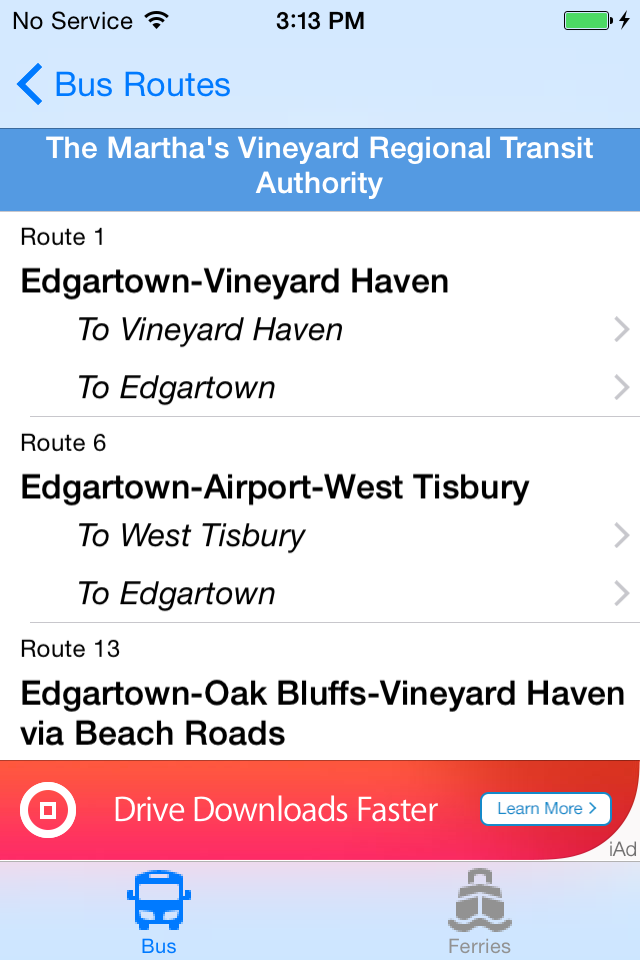 No Service 3:13 PM
Bus Routes
The Martha's Vineyard Regional Transit
Authority
Route 1
Edgartown-Vineyard Haven
To Vineyard Haven
To Edgartown
Route 6
Edgartown-Airport-West Tisbury
To West Tisbury
To Edgartown
Route 13
Edgartown-Oak Bluffs-Vineyard Haven
via Beach Roads
Drive Downloads Faster
Learn More
iAd
Bus
Ferries